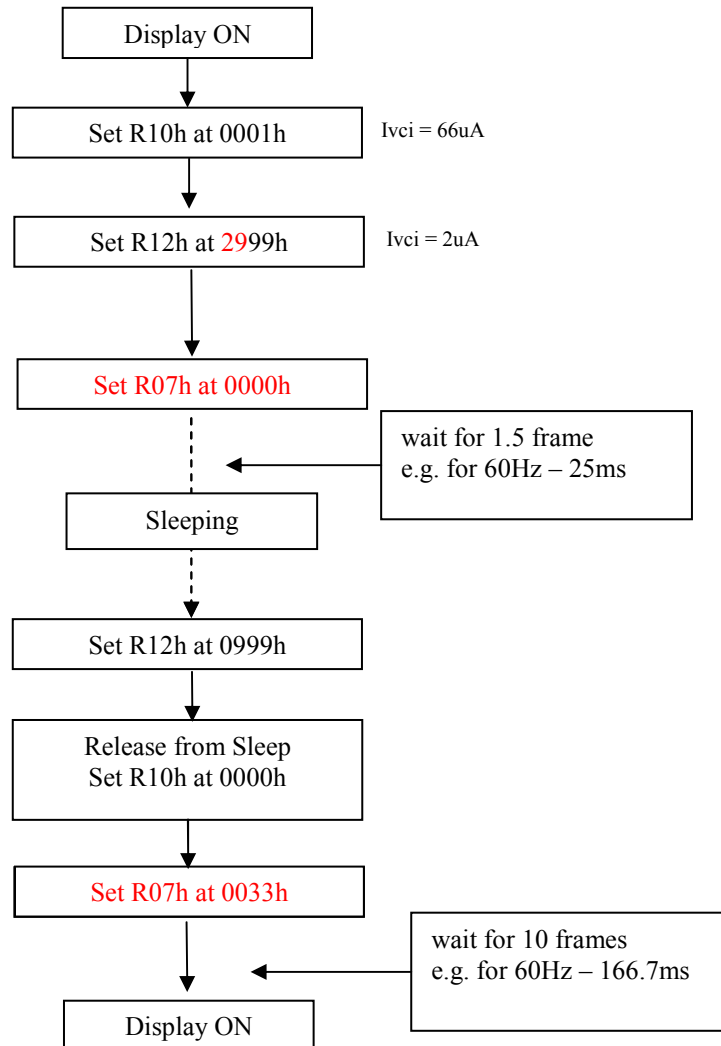 Display ON
Set R10h at 0001h
Ivci = 66uA
Set R12h at 2999h
Ivci = 2uA
Set R07h at 0000h
wait for 1.5 frame
e.g. for 60Hz – 25ms
Sleeping
Set R12h at 0999h
Release from Sleep
Set R10h at 0000h
Set R07h at 0033h
wait for 10 frames
e.g. for 60Hz – 166.7ms
Display ON